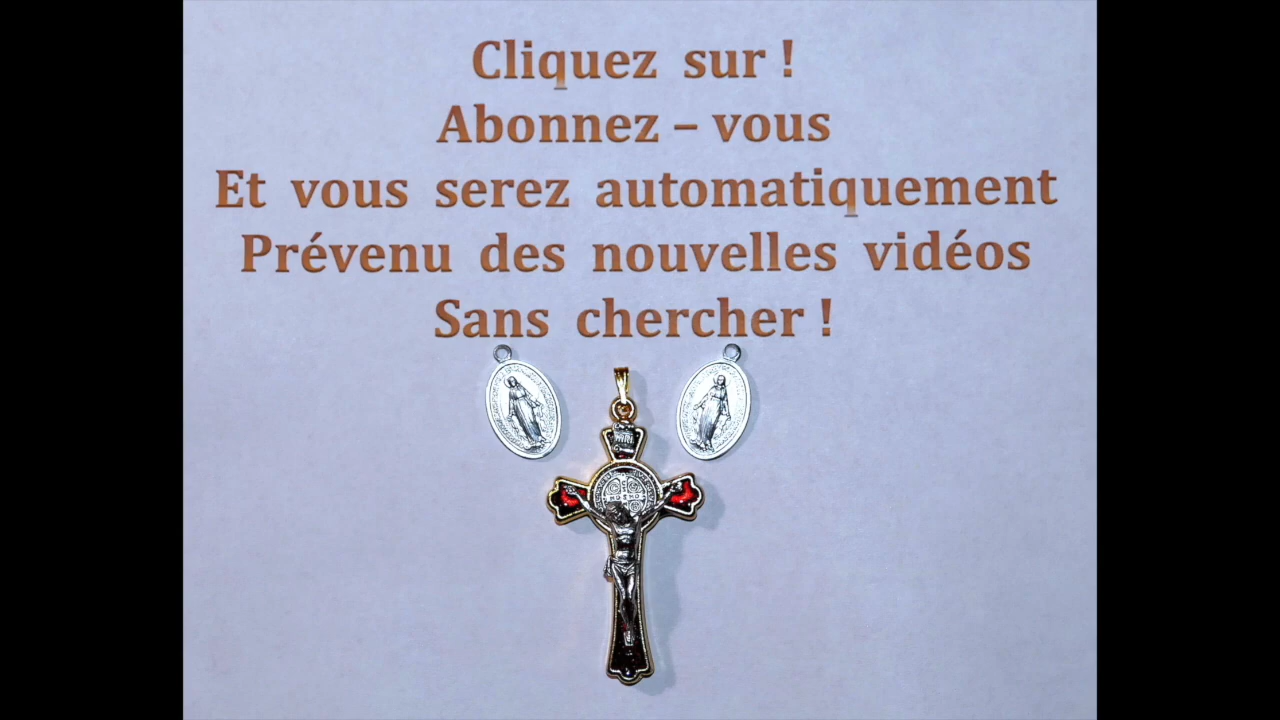 Cliquez sur !
Abonnez – vous
Et vous serez automatiquement
Prévenu des nouvelles vidéos
Sans chercher !